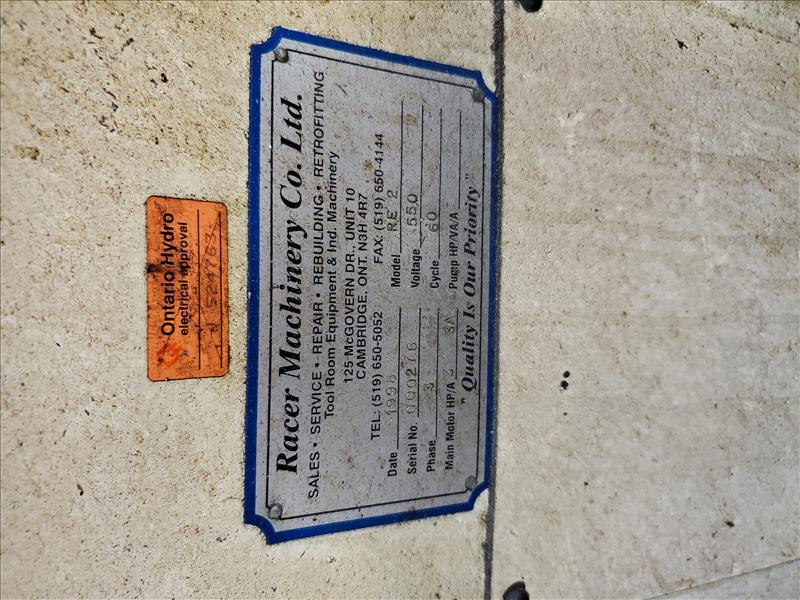 Ontario Hydro
electrical approval
Racer Machinery Co. Ltd.
SALES • SERVICE • REPAIR • REBUILDING • RETROFITTING
Tool Room Equipment & Ind. Machinery
125 McGOVERN DR., UNIT 10
CAMBRIDGE, ONT. N3H 4R7
TEL: (519) 650-5052 FAX: (519) 650-4144
Date 1998 Model RE 2
Serial No. 000276 Voltage 550
Phase 3 Cycle 60
Main Motor HP/A 3 3A Pump HP/VA/A
" Quality Is Our Priority "